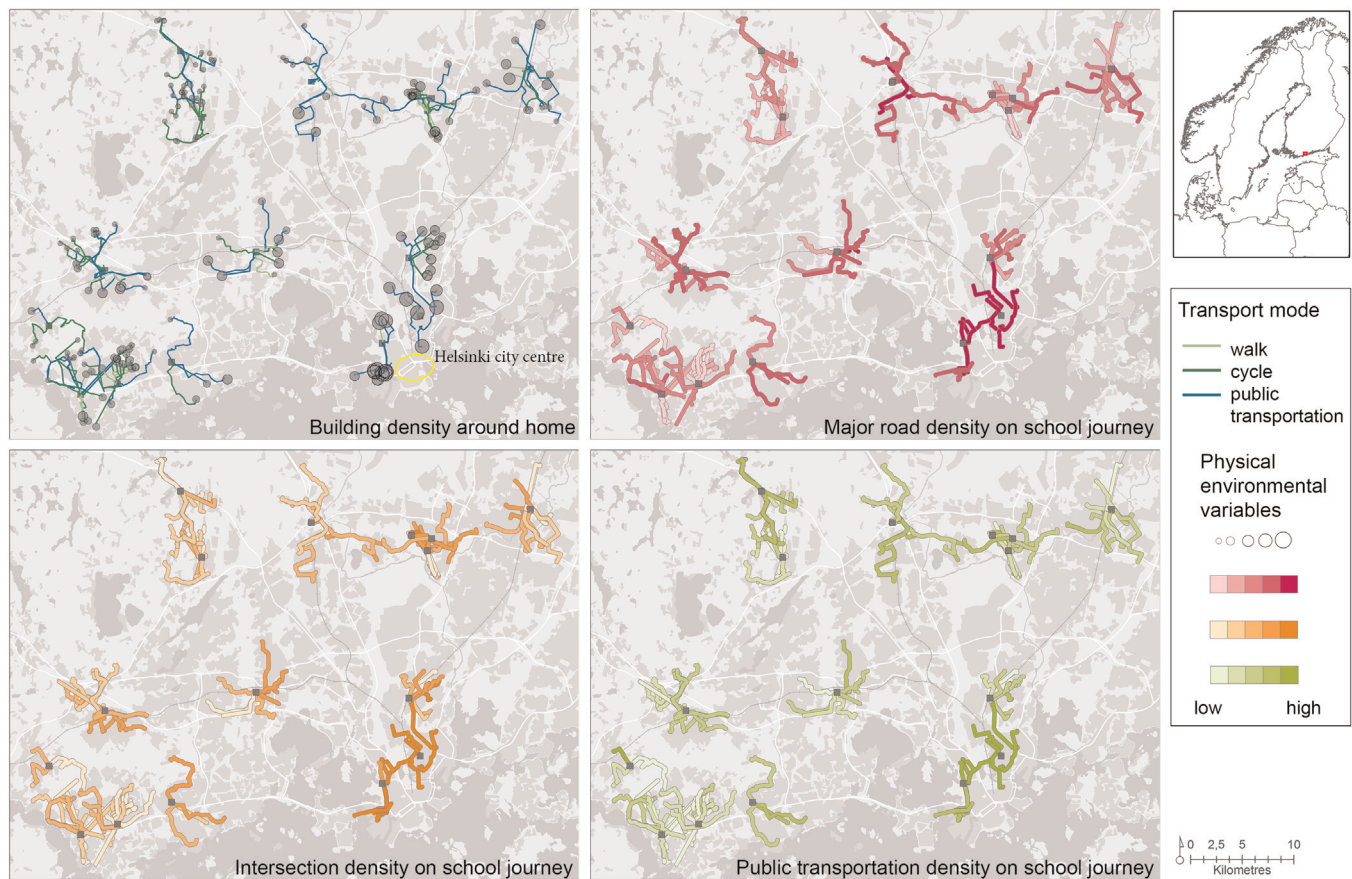 Helsinki city centre
Building density around home
Major road density on school journey
Intersection density on school journey
Public transportation density on school journey
Transport mode
walk
cycle
public
transportation
Physical
environmental
variables
low high
0 2,5 5 10
Kilometres